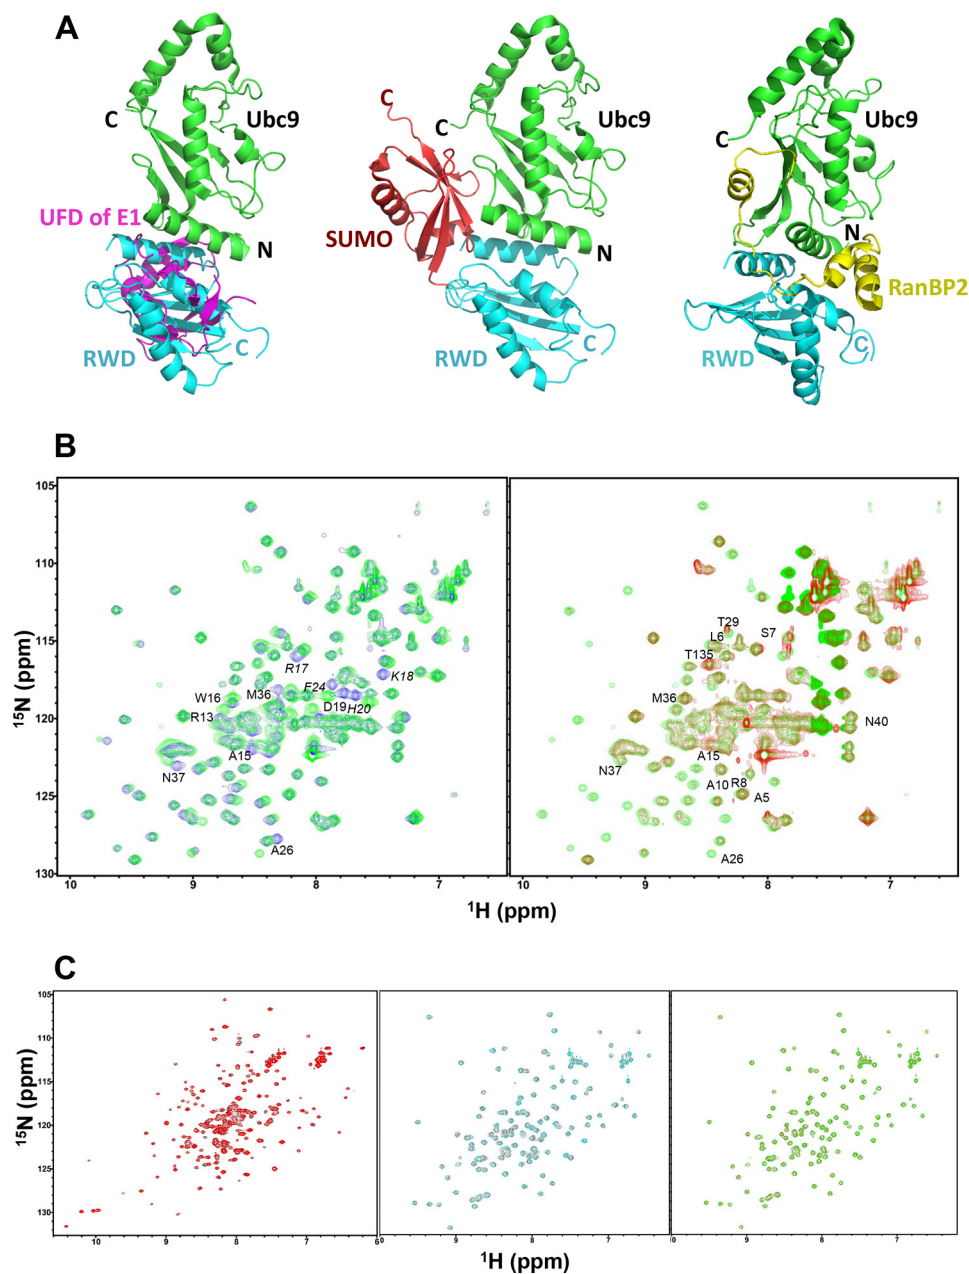 A
C
Ubc9
UFD of E1
N
RWD
C
C
C
Ubc9
SUMO
N
RWD
C
Ubc9
C
N
RanBP2
RWD
C
B
105
110
115
120
125
130
15N (ppm)
R17
K18
F24
M36
W16
D19
H20
R13
A15
N37
A26
10
9
8
7
T29
L6
S7
T135
M36
N40
A15
N37
A10
R8
A5
A26
10
9
8
7
1H (ppm)
C
105
110
115
120
125
130
15N (ppm)
10
9
8
7
6
9
8
7
0
9
8
7
1H (ppm)